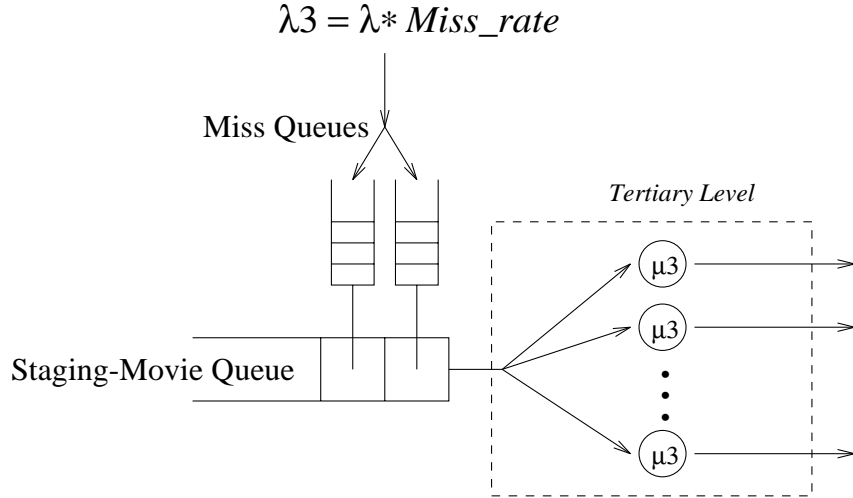 λ3 = λ* Miss_rate
Miss Queues
Tertiary Level
μ3
μ3
Staging-Movie Queue
μ3